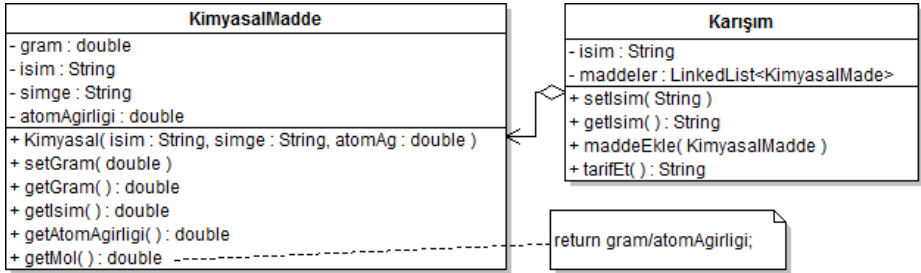 KimyasalMadde
- gram : double
- isim : String
- simge : String
- atomAgirligi : double
+ Kimyasal( isim : String, simge : String, atomAg : double )
+ setGram( double )
+ getGram( ) : double
+ getIsim( ) : double
+ getAtomAgirligi( ) : double
+ getMol( ) : double
Karışım
- isim : String
- maddeler : LinkedList<KimyasalMade>
+ setIsim( String )
+ getIsim( ) : String
+ maddeEkle( KimyasalMadde )
+ tarifEt( ) : String
return gram/atomAgirligi;